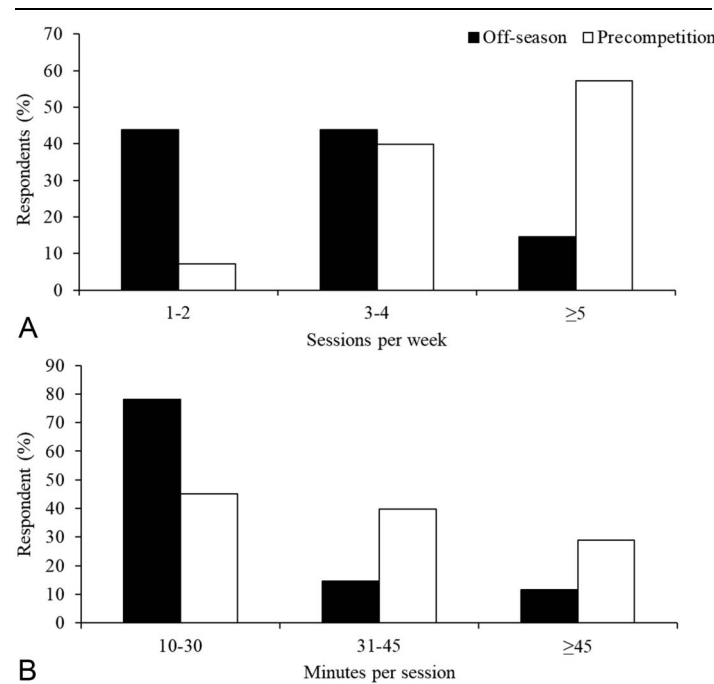 Off-season Precompetition
Respondents (%)
70
60
50
40
30
20
10
0
1-2 3-4 ≥5
Sessions per week
A
Respondent (%)
90
80
70
60
50
40
30
20
10
0
10-30 31-45 ≥45
Minutes per session
B